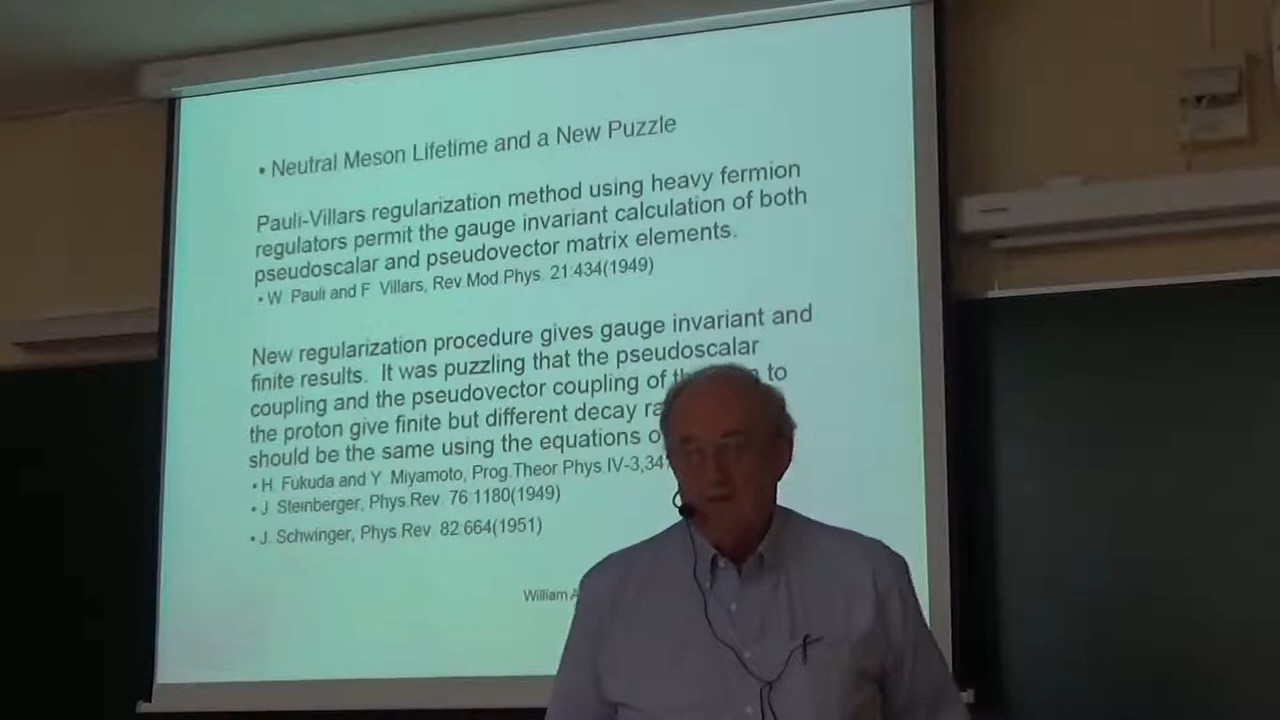 • Neutral Meson Lifetime and a New Puzzle
Pauli-Villars regularization method using heavy fermion
regulators permit the gauge invariant calculation of both
pseudoscalar and pseudovector matrix elements.
• W. Pauli and F. Villars, Rev.Mod.Phys. 21:434(1949)
New regularization procedure gives gauge invariant and
finite results. It was puzzling that the pseudoscalar
coupling and the pseudovector coupling of to
the proton give finite but different decay
should be the same using the equations
• H. Fukuda and Y. Miyamoto, Prog.Theor.Phys.IV-3,
• J. Steinberger, Phys.Rev. 76:1180(1949)
• J. Schwinger, Phys.Rev. 82:664(1951)
William